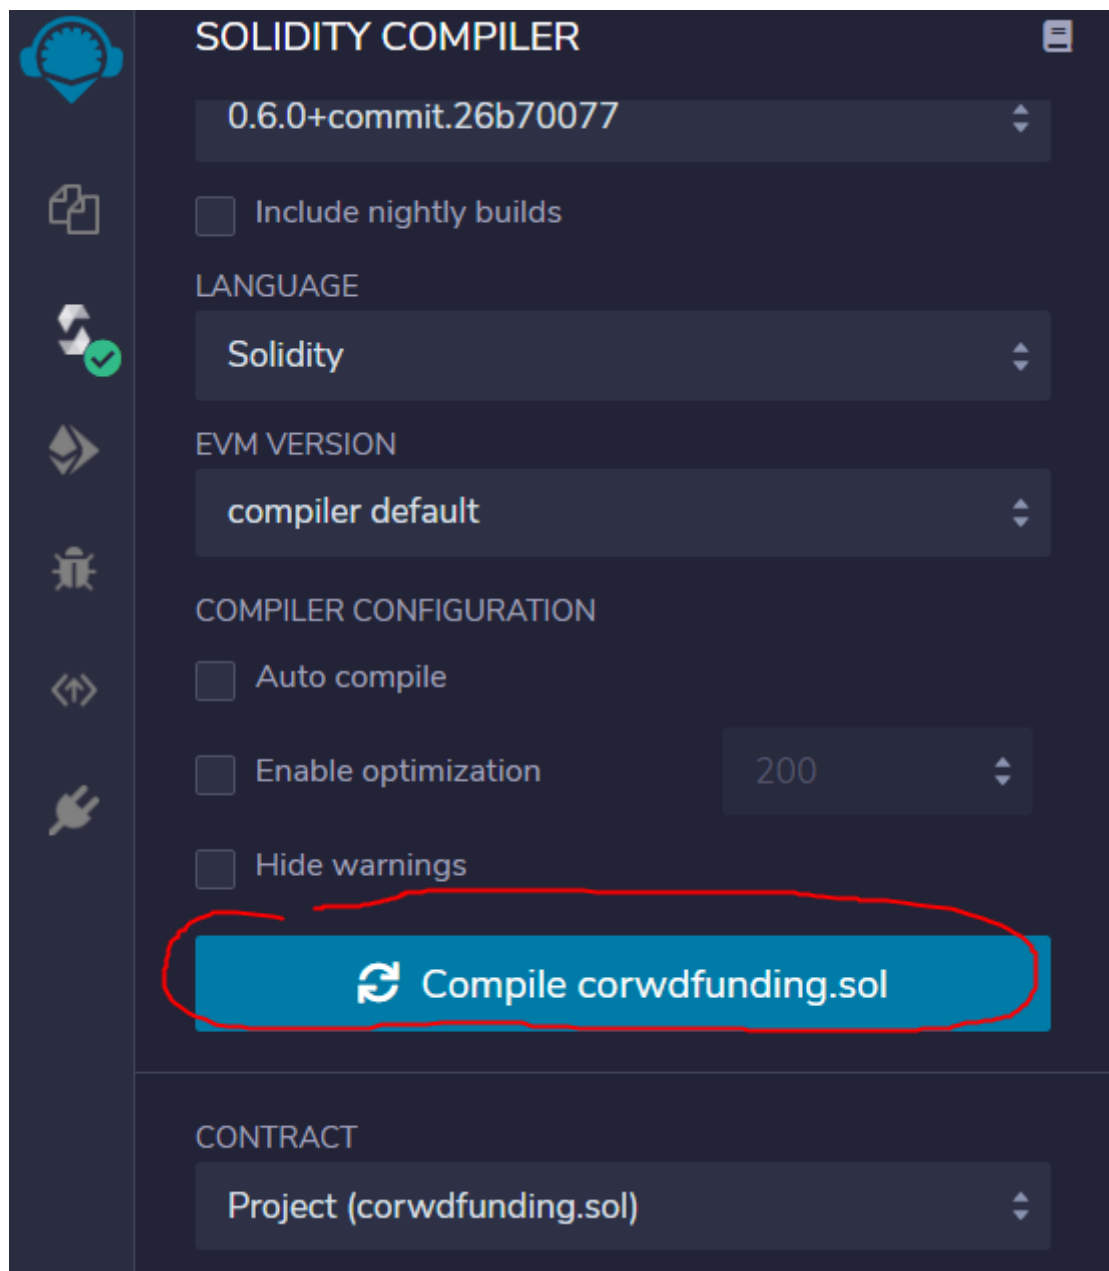 SOLIDITY COMPILER
0.6.0+commit.26b70077
Include nightly builds
LANGUAGE
Solidity
EVM VERSION
compiler default
COMPILER CONFIGURATION
Auto compile
Enable optimization 200
Hide warnings
Compile corwdfunding.sol
CONTRACT
Project (corwdfunding.sol)